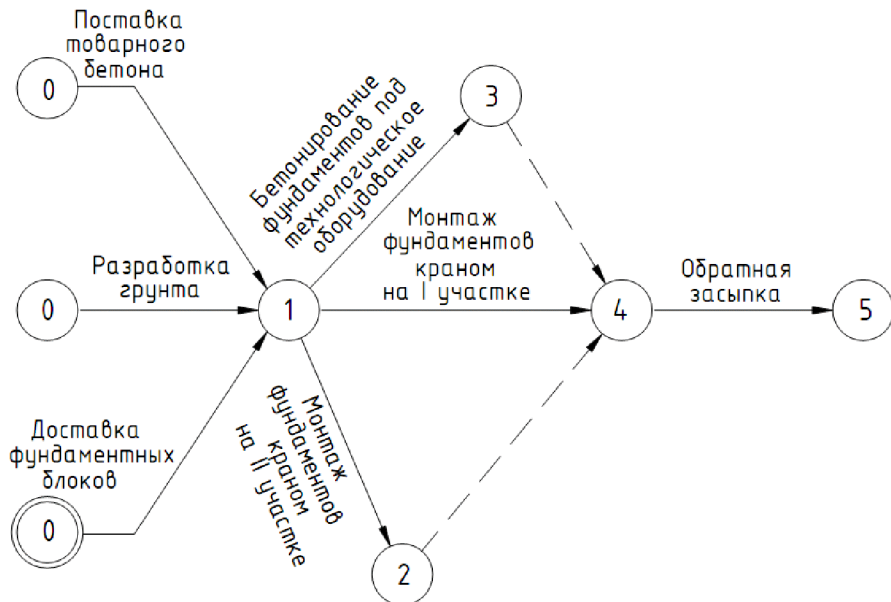 Поставка
товарного
бетона
0
Бетонирование
фундаментов под
технологическое
оборудование
3
Разработка
грунта
0
1
Монтаж
фундаментов
краном
на I участке
4
Обратная
засыпка
5
Доставка
фундаментных
блоков
0
Монтаж
фундаментов
краном
на II участке
2